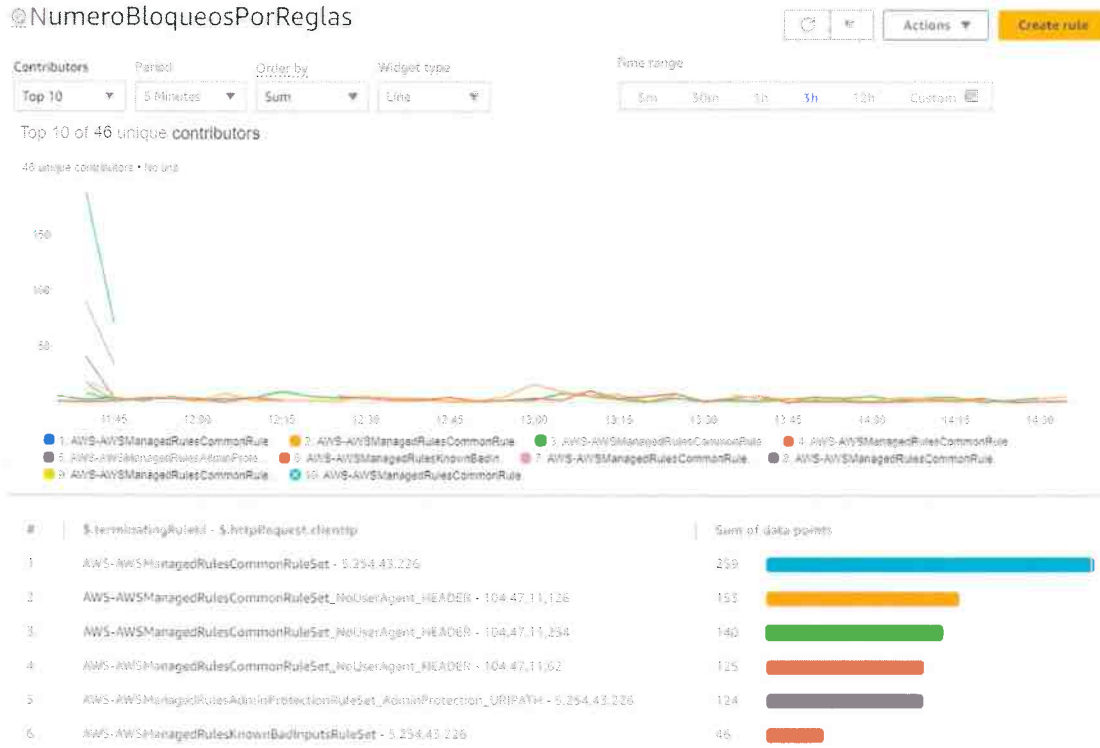 NumeroBloqueosPorReglas
Actions
Create rule
Contributors Period Order by Widget type Time range
Top 10 5 Minutes Sum Line 5m 30m 1h 3h 12h Custom
Top 10 of 46 unique contributors
46 unique contributors • No unit
150
100
50
11:45 12:00 12:15 12:30 12:45 13:00 13:15 13:30 13:45 14:00 14:15 14:30
1. AWS-AWSManagedRulesCommonRule 2. AWS-AWSManagedRulesCommonRule 3. AWS-AWSManagedRulesCommonRule 4. AWS-AWSManagedRulesCommonRule
5. AWS-AWSManagedRulesAdminProte... 6. AWS-AWSManagedRulesKnownBadIn... 7. AWS-AWSManagedRulesCommonRule... 8. AWS-AWSManagedRulesCommonRule
9. AWS-AWSManagedRulesCommonRule... 10. AWS-AWSManagedRulesCommonRule
# $.terminatingRuleId - $.httpRequest.clientIp Sum of data points
1 AWS-AWSManagedRulesCommonRuleSet - 5.254.43.226 259
2 AWS-AWSManagedRulesCommonRuleSet_NoUserAgent_HEADER - 104.47.11.126 153
3 AWS-AWSManagedRulesCommonRuleSet_NoUserAgent_HEADER - 104.47.11.254 140
4 AWS-AWSManagedRulesCommonRuleSet_NoUserAgent_HEADER - 104.47.11.62 125
5 AWS-AWSManagedRulesAdminProtectionRuleSet_AdminProtection_URIPATH - 5.254.43.226 124
6 AWS-AWSManagedRulesKnownBadInputsRuleSet - 5.254.43.226 46